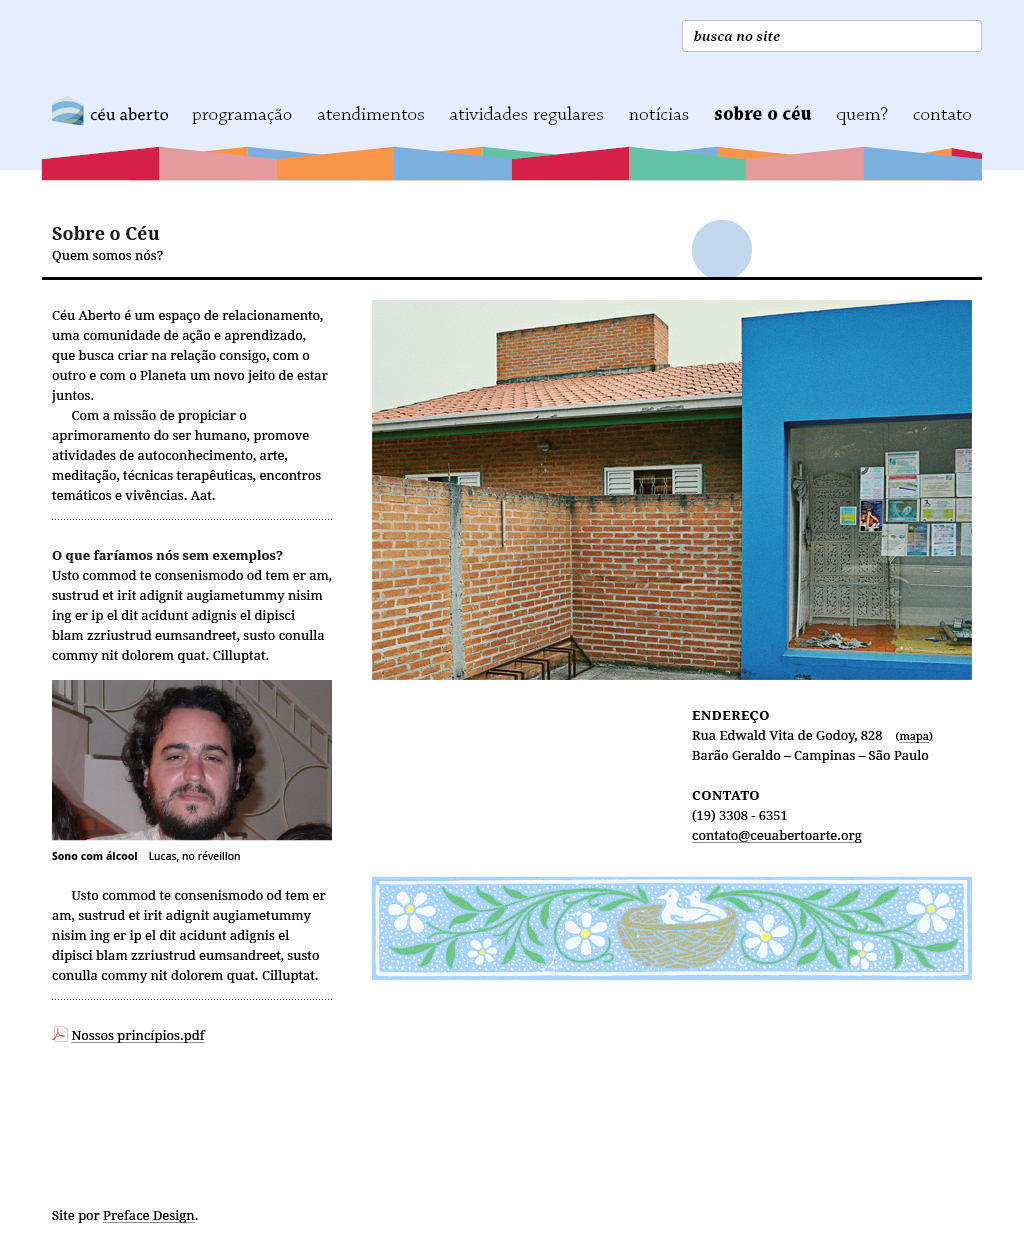 busca no site
céu aberto programação atendimentos atividades regulares notícias sobre o céu quem? contato
Sobre o Céu
Quem somos nós?
Céu Aberto é um espaço de relacionamento,
uma comunidade de ação e aprendizado,
que busca criar na relação consigo, com o
outro e com o Planeta um novo jeito de estar
juntos.
Com a missão de propiciar o
aprimoramento do ser humano, promove
atividades de autoconhecimento, arte,
meditação, técnicas terapêuticas, encontros
temáticos e vivências. Aat.
O que faríamos nós sem exemplos?
Usto commod te consenismodo od tem er am,
sustrud et irit adignit augiametummy nisim
ing er ip el dit acidunt adignis el dipisci
blam zzriustrud eumsandreet, susto conulla
commy nit dolorem quat. Cilluptat.
Sono com álcool Lucas, no réveillon
Usto commod te consenismodo od tem er
am, sustrud et irit adignit augiametummy
nisim ing er ip el dit acidunt adignis el
dipisci blam zzriustrud eumsandreet, susto
conulla commy nit dolorem quat. Cilluptat.
Nossos princípios.pdf
ENDEREÇO
Rua Edwald Vita de Godoy, 828 (mapa)
Barão Geraldo – Campinas – São Paulo
CONTATO
(19) 3308 - 6351
contato@ceuabertoarte.org
Site por Preface Design.